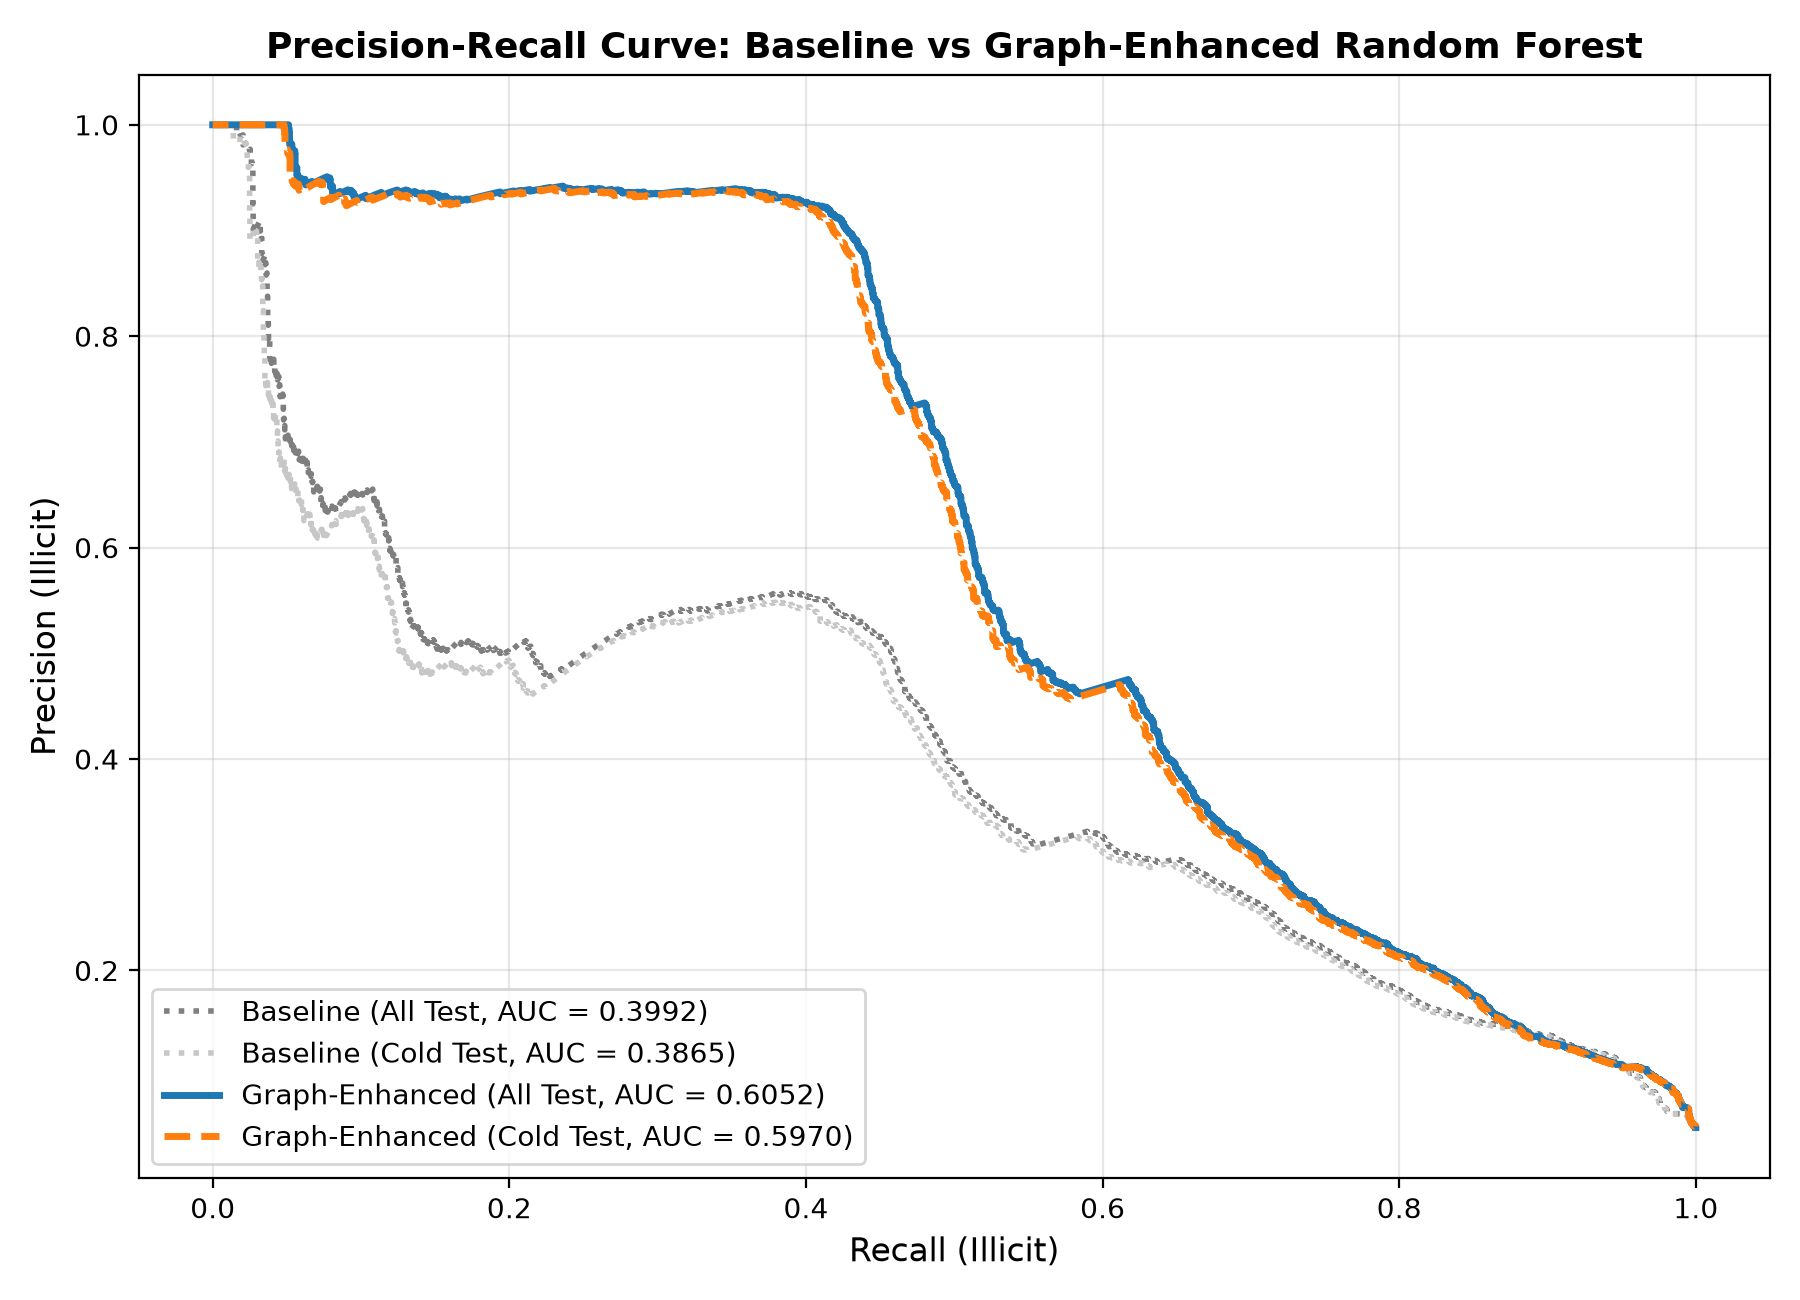 Precision-Recall Curve: Baseline vs Graph-Enhanced Random Forest
Precision (Illicit)
1.0
0.8
0.6
0.4
0.2
Baseline (All Test, AUC = 0.3992)
Baseline (Cold Test, AUC = 0.3865)
Graph-Enhanced (All Test, AUC = 0.6052)
Graph-Enhanced (Cold Test, AUC = 0.5970)
0.0 0.2 0.4 0.6 0.8 1.0
Recall (Illicit)